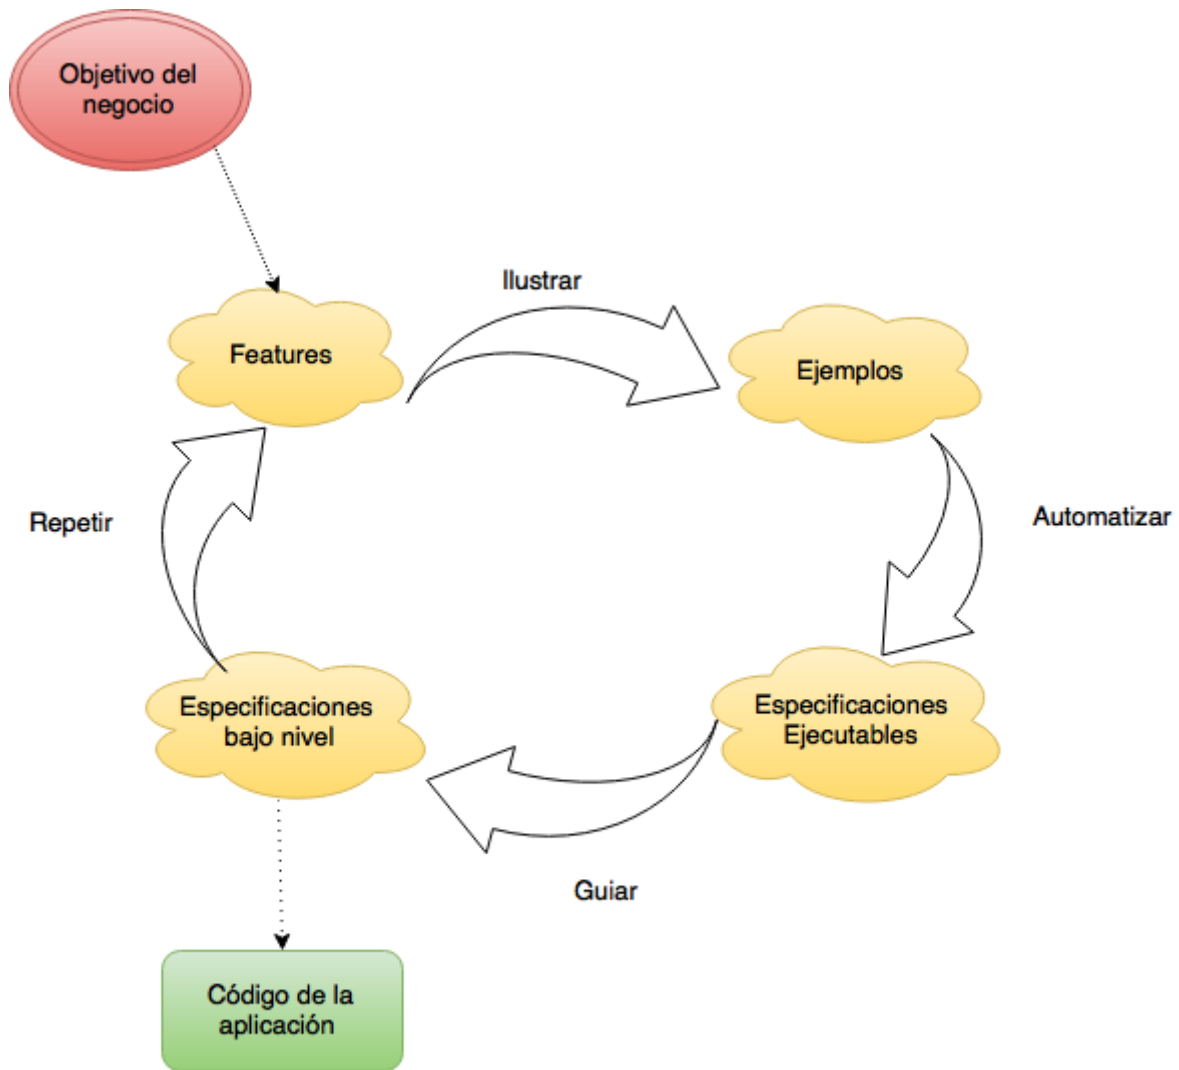 Objetivo del
negocio
Ilustrar
Features
Ejemplos
Repetir
Automatizar
Especificaciones
bajo nivel
Especificaciones
Ejecutables
Guiar
Código de la
aplicación